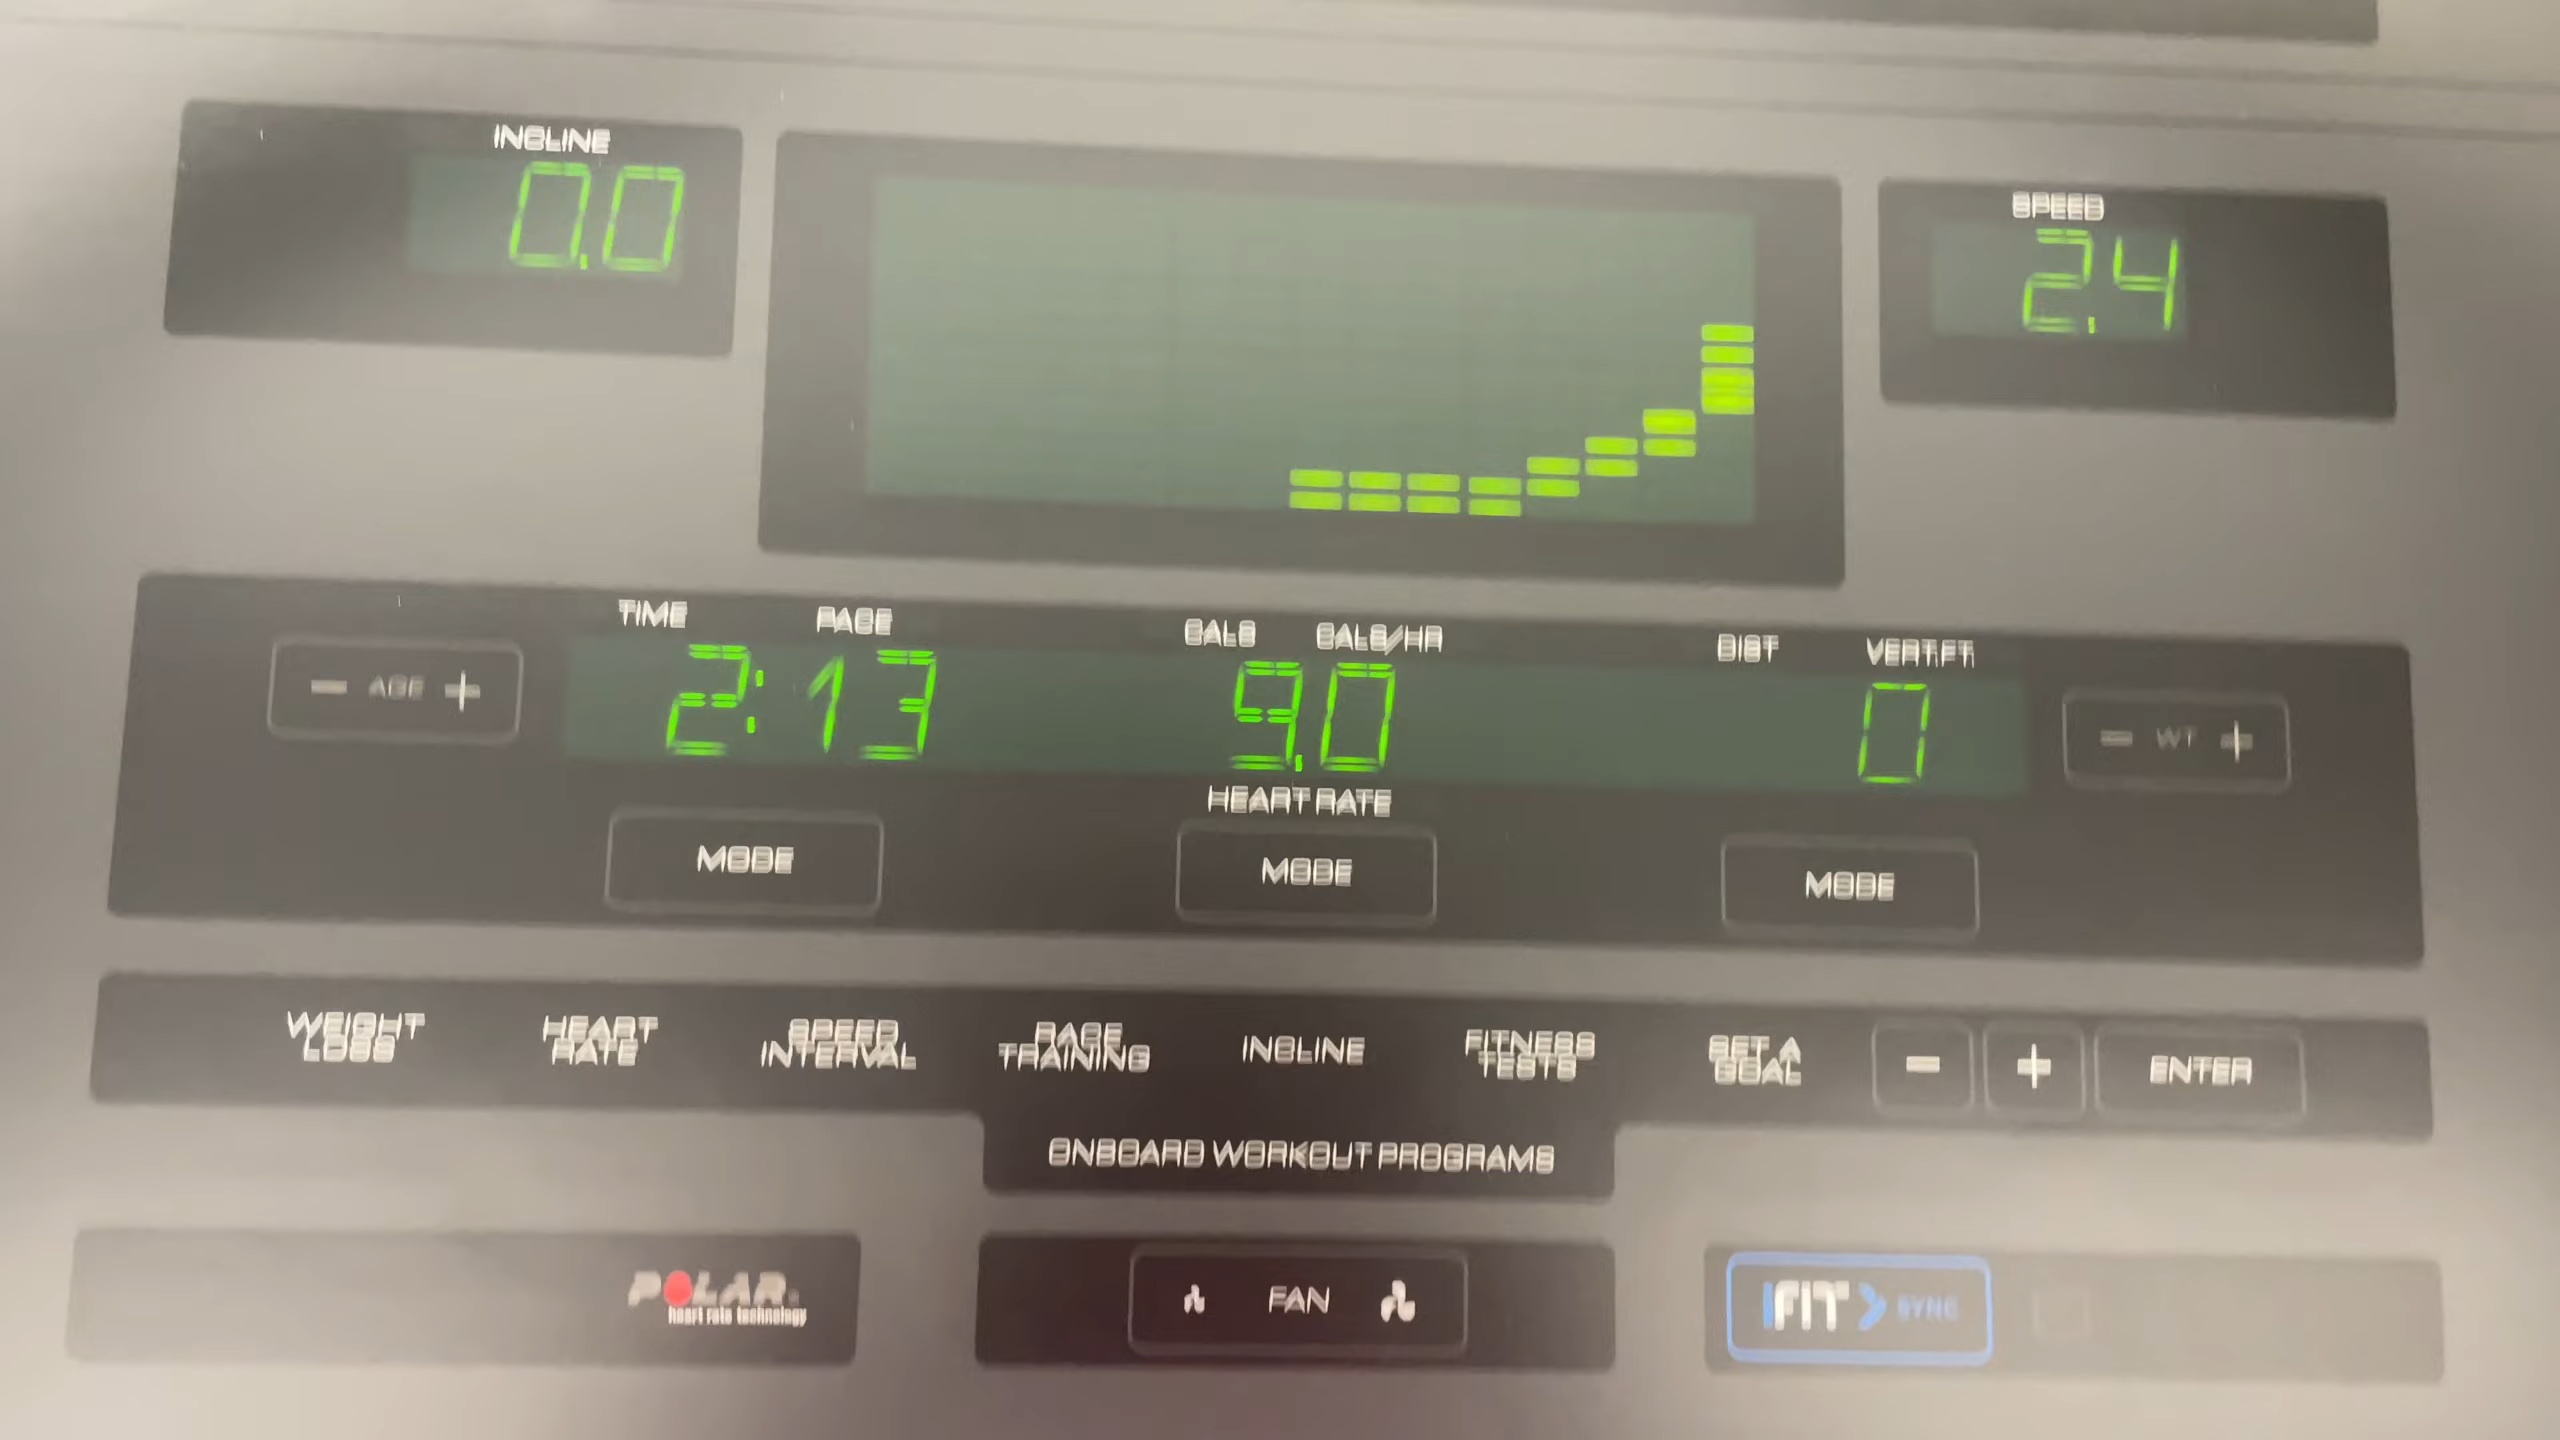 INCLINE
0.0
SPEED
2.4
TIME PACE CALS CALS/HR DIST VERT.FT
- AGE + 2:13 9.0 0 - WT +
HEART RATE
MODE MODE MODE
WEIGHT LOSS
HEART RATE
SPEED INTERVAL
RACE TRAINING
INCLINE
FITNESS TESTS
SET A GOAL
- + ENTER
ONBOARD WORKOUT PROGRAMS
POLAR.
heart rate technology
FAN
IFIT SYNC